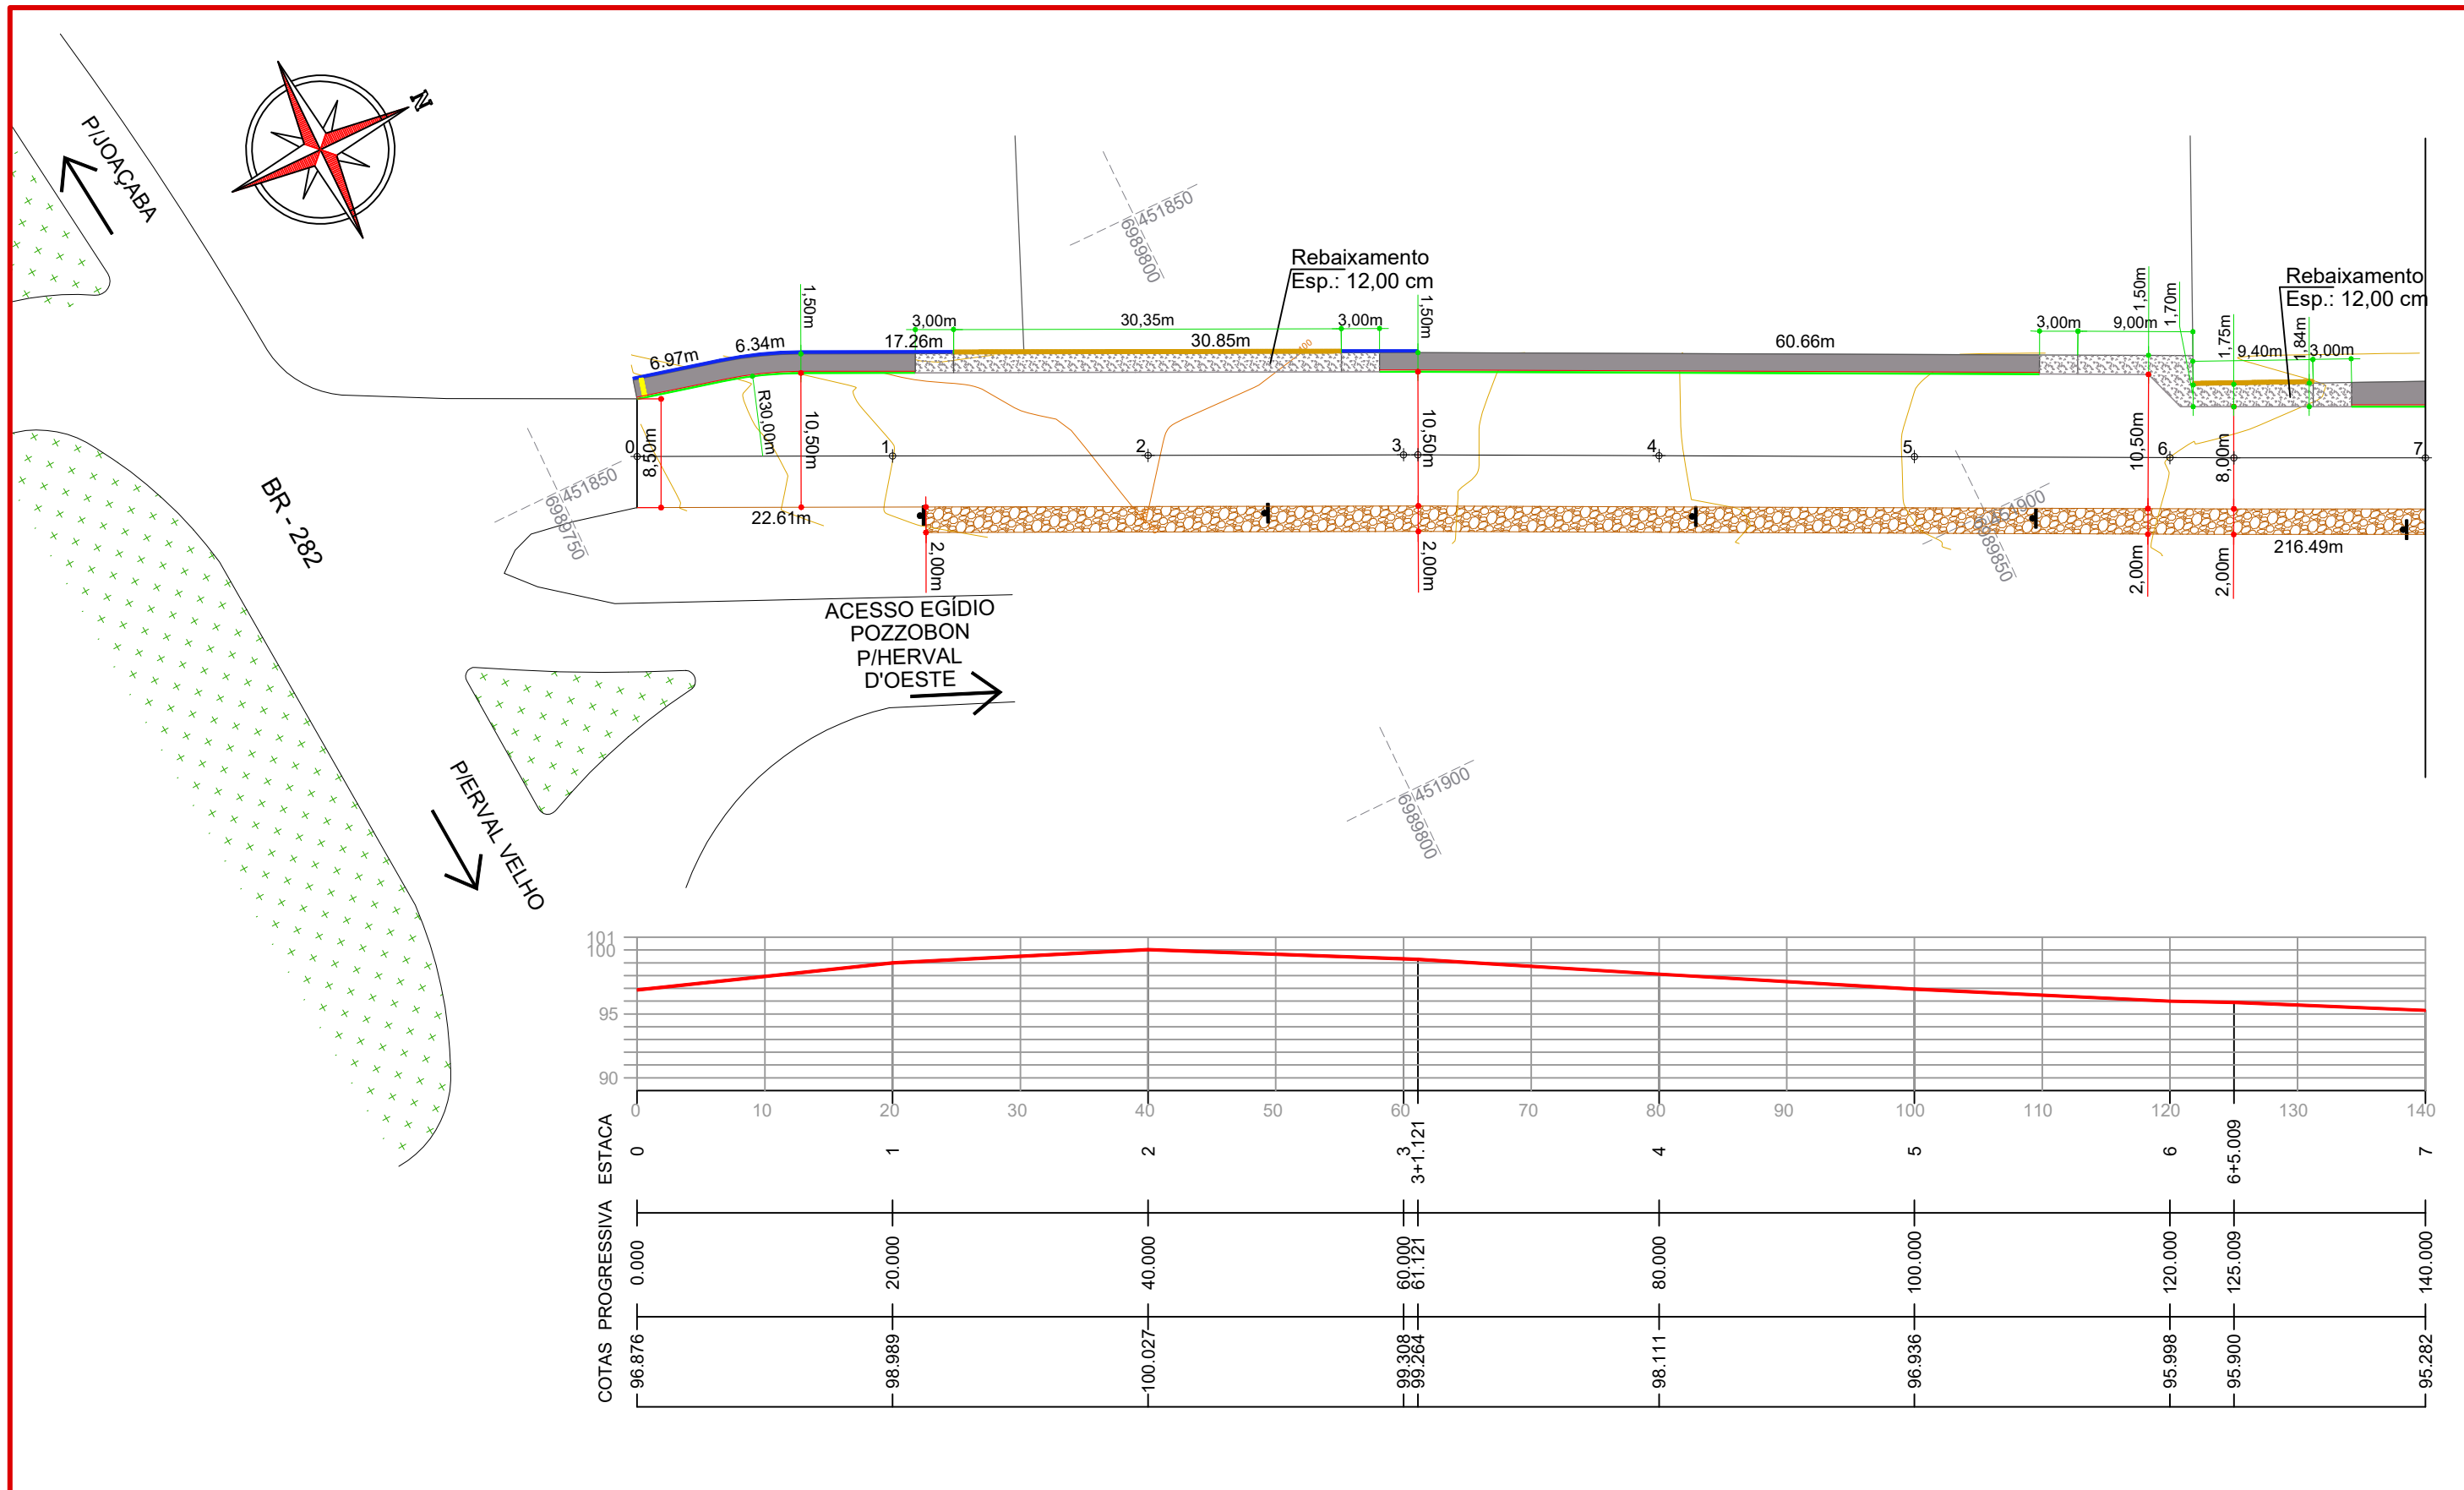 N
P/JOAÇABA
BR - 282
P/ERVAL VELHO
ACESSO EGÍDIO
POZZOBON
P/HERVAL
D'OESTE
451850
6989800
451850
6989750
451900
6989850
451900
6989800
Rebaixamento
Esp.: 12,00 cm
Rebaixamento
Esp.: 12,00 cm
6.97m
6.34m
1,50m
17.26m
3,00m
30,35m
30.85m
3,00m
1,50m
60.66m
3,00m
9,00m
1,50m
1,70m
1,75m
9,40m
1,84m
3,00m
100
R30,00m
8,50m
10,50m
10,50m
10,50m
8,00m
0
1
2
3
4
5
6
7
22.61m
2,00m
2,00m
2,00m
2,00m
216.49m
101
100
95
90
0
10
20
30
40
50
60
70
80
90
100
110
120
130
140
ESTACA
0
1
2
3
3+1.121
4
5
6
6+5.009
7
PROGRESSIVA
0.000
20.000
40.000
60.000
61.121
80.000
100.000
120.000
125.009
140.000
COTAS
96.876
98.989
100.027
99.308
99.264
98.111
96.936
95.998
95.900
95.282